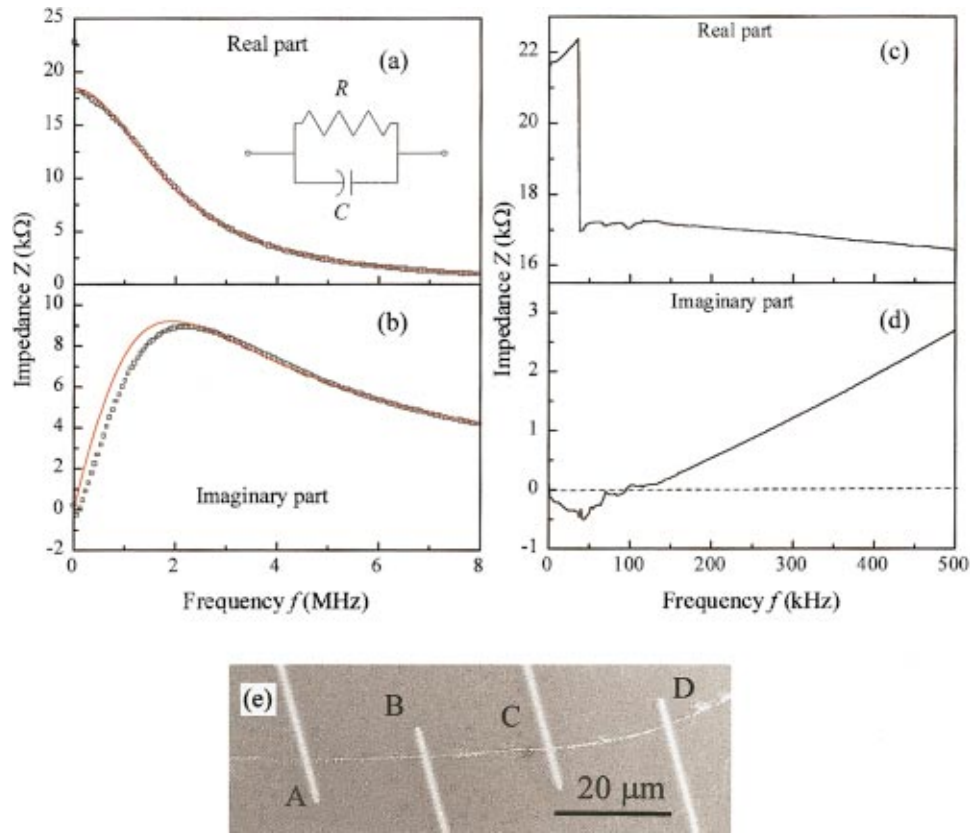 25
20
15
10
5
0
Real part
(a)
R
C
Impedance Z (kΩ)
10
8
6
4
2
0
-2
(b)
Imaginary part
0 2 4 6 8
Frequency f (MHz)
22
20
18
16
Real part
(c)
Impedance Z (kΩ)
3
2
1
0
-1
Imaginary part
(d)
0 100 200 300 400 500
Frequency f (kHz)
(e)
A
B
C
D
20 μm